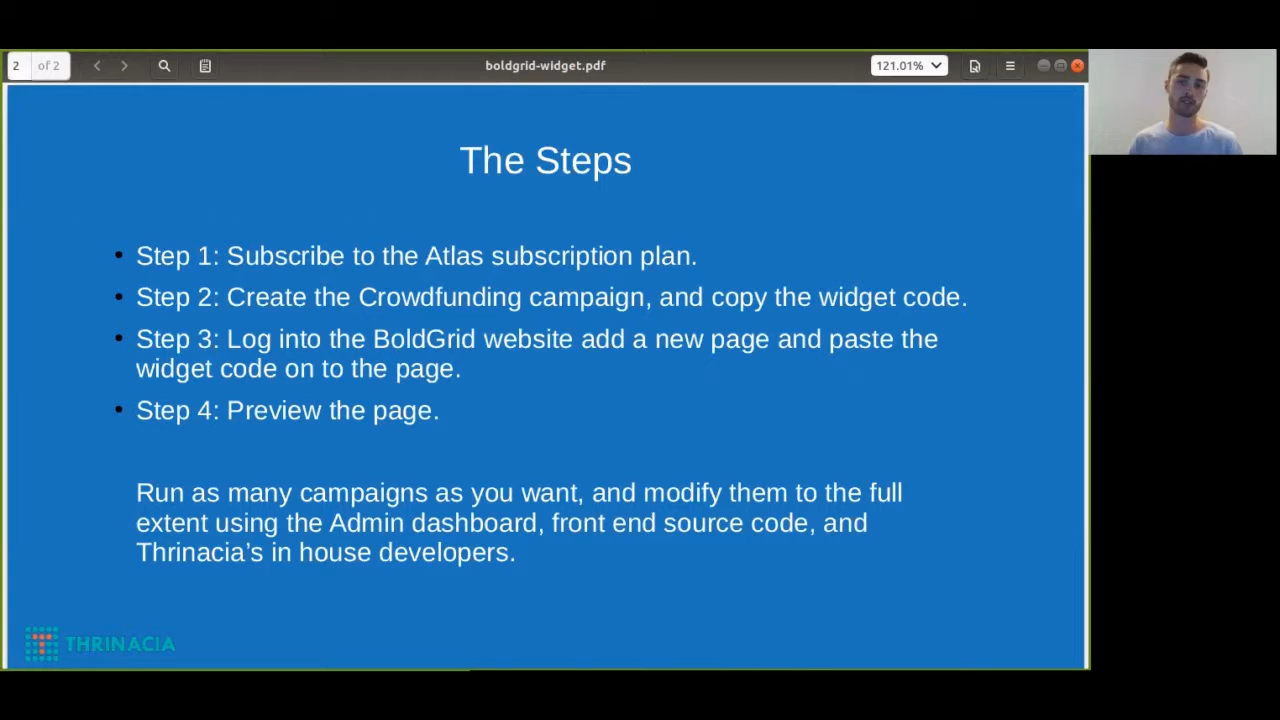 2 of 2
boldgrid-widget.pdf
121.01%
The Steps
• Step 1: Subscribe to the Atlas subscription plan.
• Step 2: Create the Crowdfunding campaign, and copy the widget code.
• Step 3: Log into the BoldGrid website add a new page and paste the
widget code on to the page.
• Step 4: Preview the page.
Run as many campaigns as you want, and modify them to the full
extent using the Admin dashboard, front end source code, and
Thrinacia’s in house developers.
THRINACIA